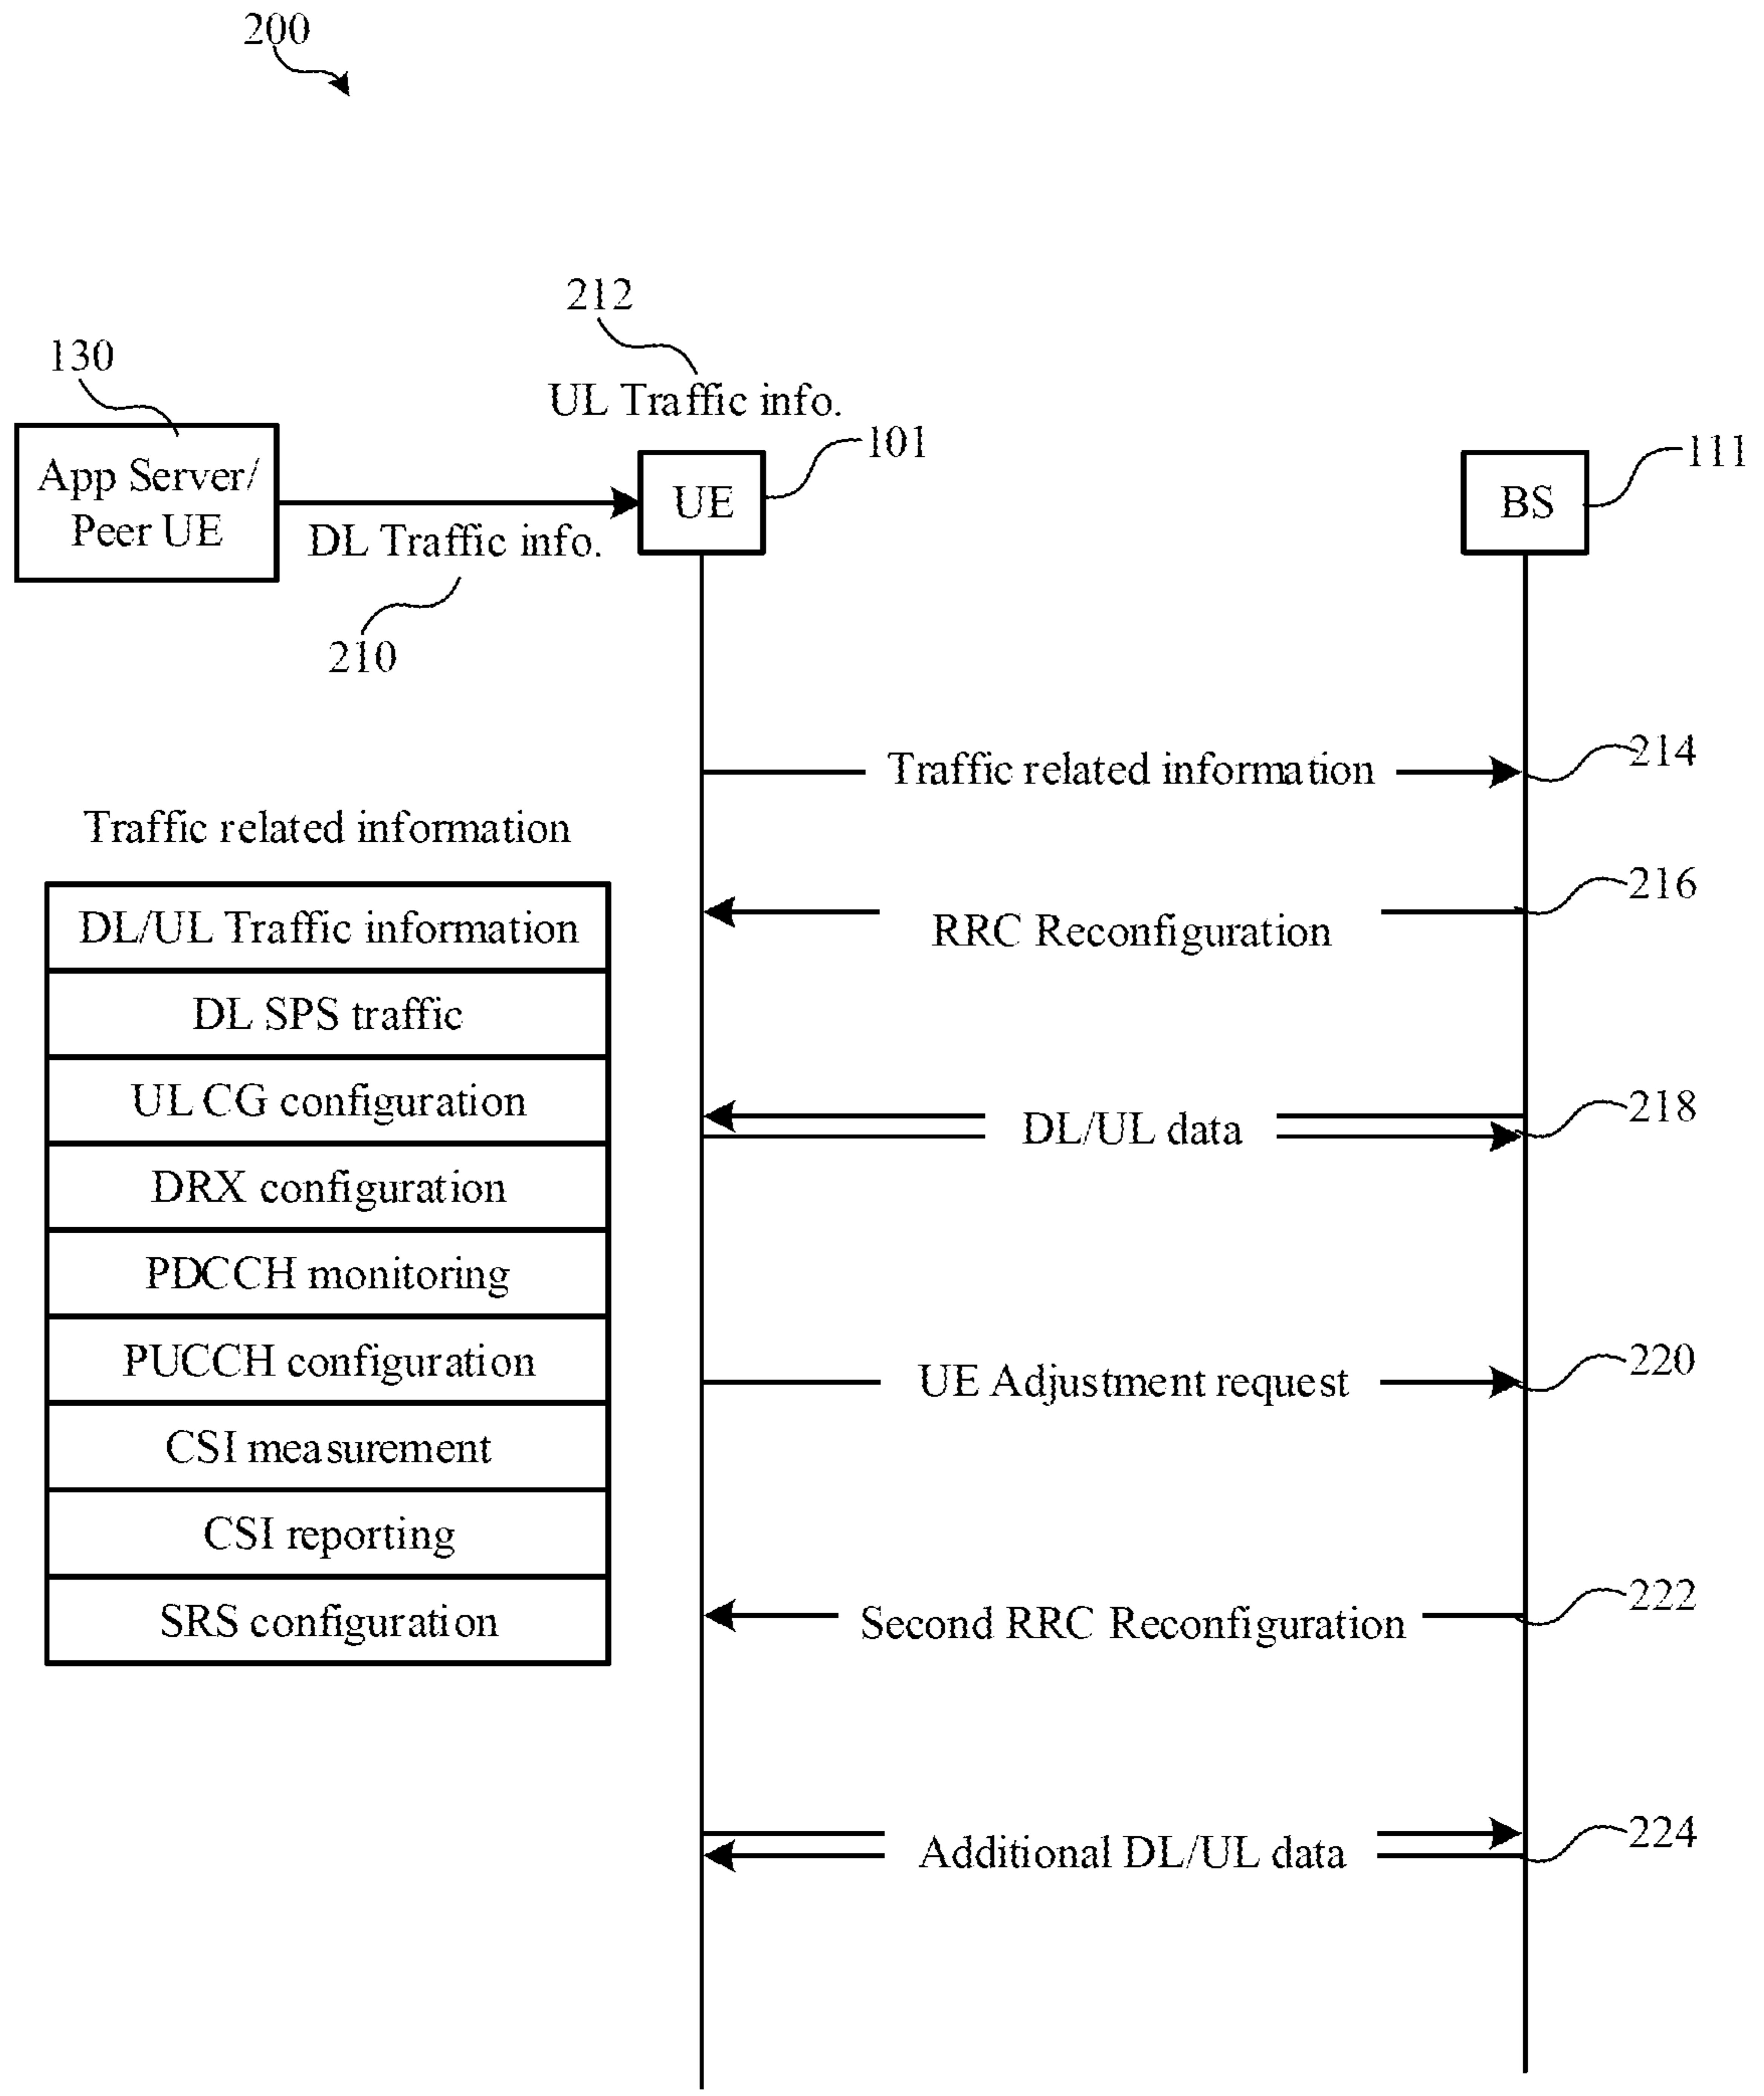 200
212
UL Traffic info.
130
101
111
App Server/
Peer UE
UE
BS
DL Traffic info.
210
Traffic related information
214
Traffic related information
DL/UL Traffic information
DL SPS traffic
UL CG configuration
DRX configuration
PDCCH monitoring
PUCCH configuration
CSI measurement
CSI reporting
SRS configuration
216
RRC Reconfiguration
218
DL/UL data
220
UE Adjustment request
222
Second RRC Reconfiguration
224
Additional DL/UL data